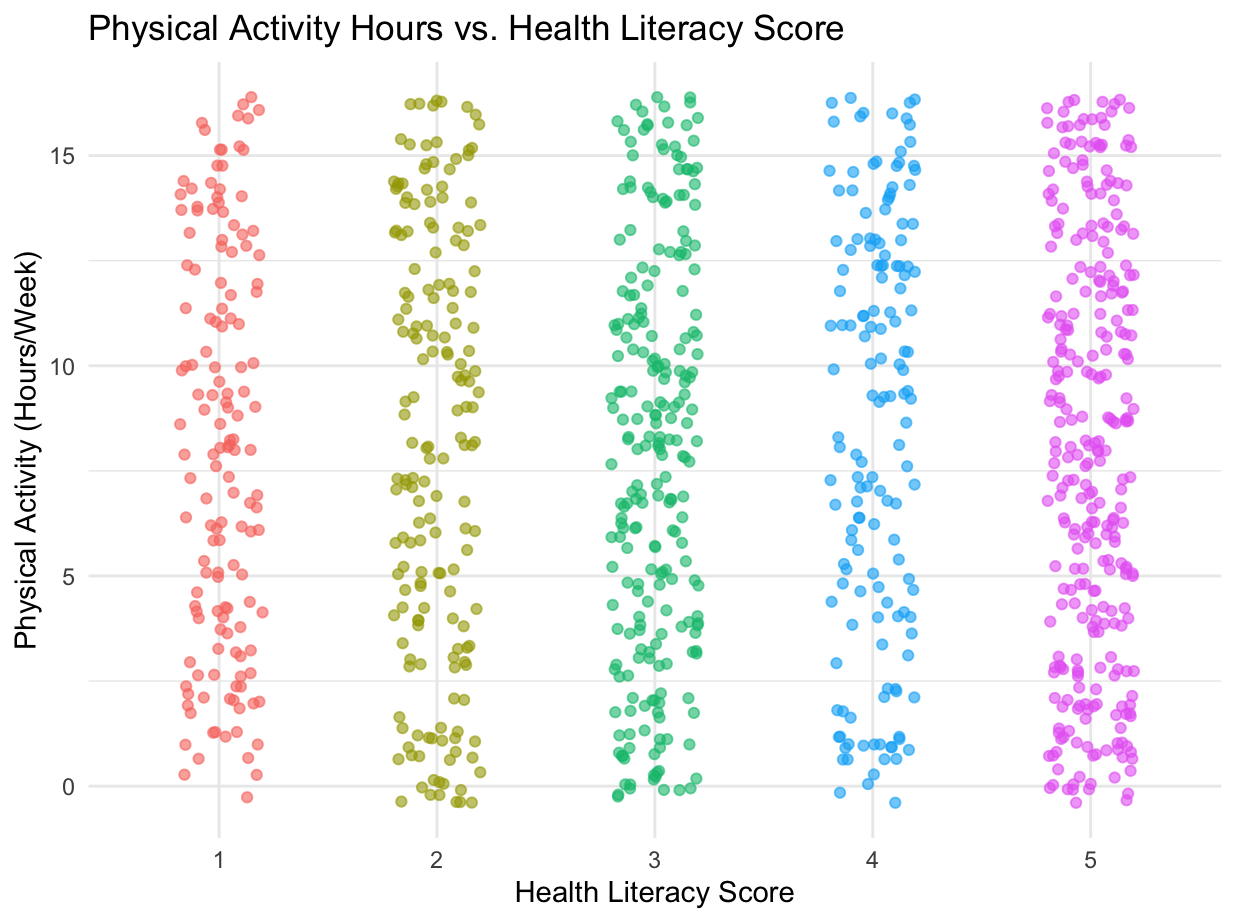 Physical Activity Hours vs. Health Literacy Score
Physical Activity (Hours/Week)
15
10
5
0
1 2 3 4 5
Health Literacy Score